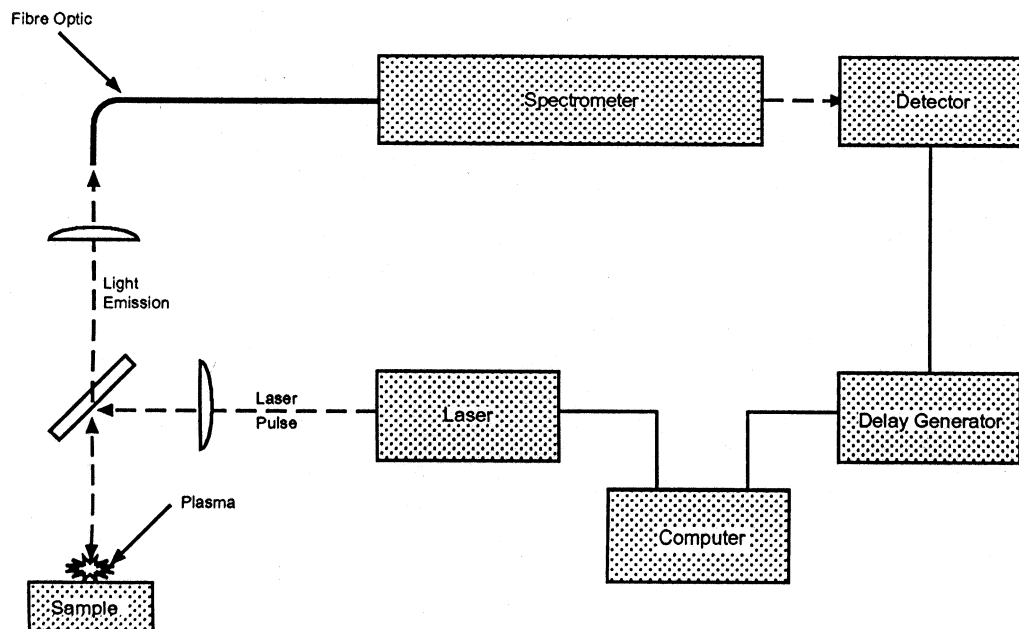 Fibre Optic
Spectrometer
Detector
Light
Emission
Laser
Pulse
Laser
Delay Generator
Plasma
Computer
Sample